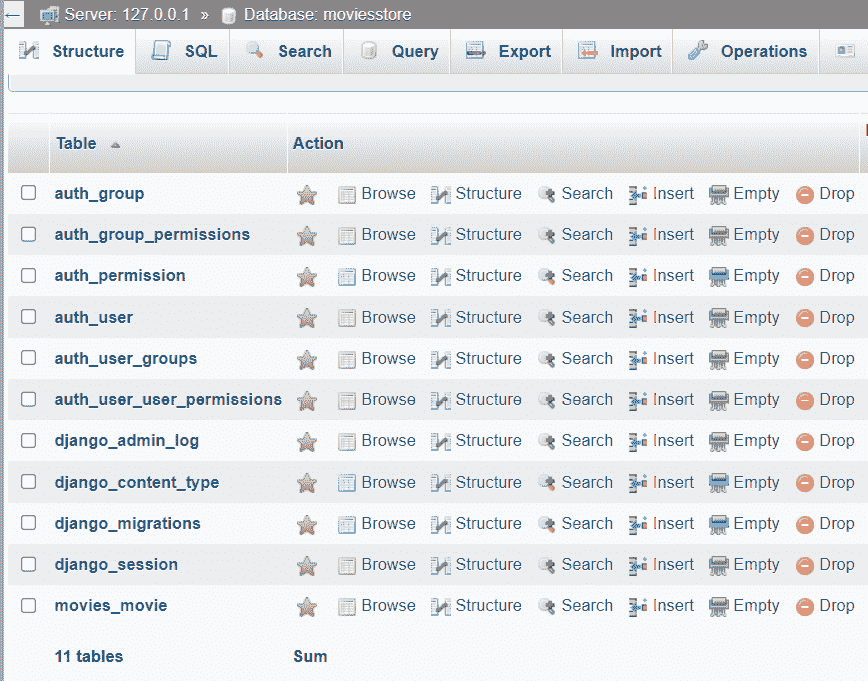 ← Server: 127.0.0.1 » Database: moviesstore
Structure SQL Search Query Export Import Operations
Table Action
auth_group Browse Structure Search Insert Empty Drop
auth_group_permissions Browse Structure Search Insert Empty Drop
auth_permission Browse Structure Search Insert Empty Drop
auth_user Browse Structure Search Insert Empty Drop
auth_user_groups Browse Structure Search Insert Empty Drop
auth_user_user_permissions Browse Structure Search Insert Empty Drop
django_admin_log Browse Structure Search Insert Empty Drop
django_content_type Browse Structure Search Insert Empty Drop
django_migrations Browse Structure Search Insert Empty Drop
django_session Browse Structure Search Insert Empty Drop
movies_movie Browse Structure Search Insert Empty Drop
11 tables Sum